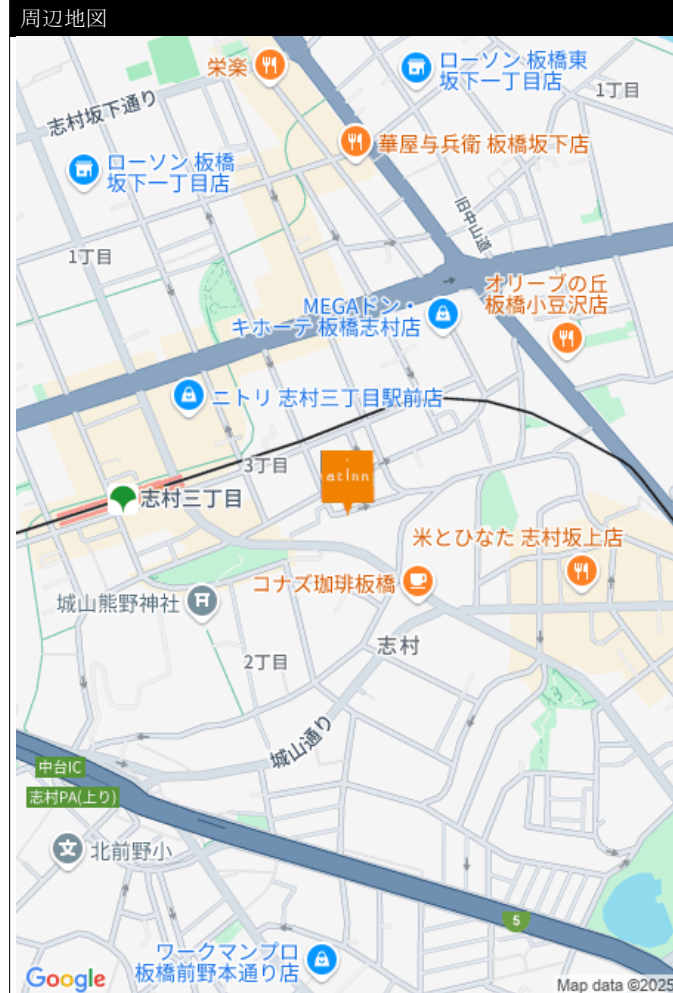 周辺地図
栄楽
ローソン 板橋東
坂下一丁目店
1丁目
志村坂下通り
華屋与兵衛 板橋坂下店
ローソン 板橋
坂下一丁目店
旧中山道
1丁目
オリーブの丘
板橋小豆沢店
MEGAドン・
キホーテ 板橋志村店
ニトリ 志村三丁目駅前店
3丁目
志村三丁目
米とひなた 志村坂上店
コナズ珈琲板橋
城山熊野神社
志村
2丁目
城山通り
中台IC
志村PA(上り)
文
北前野小
5
ワークマンプロ
板橋前野本通り店
Google
Map data ©2025